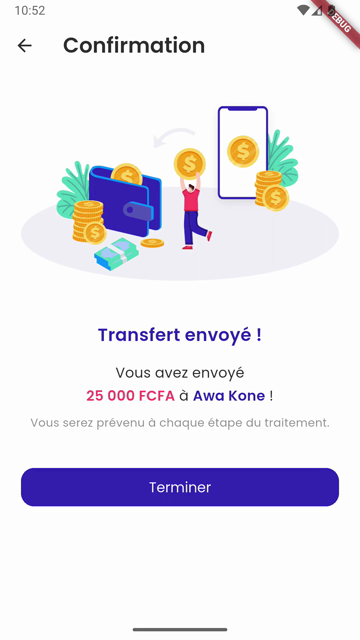 10:52
DEBUG
Confirmation
Transfert envoyé !
Vous avez envoyé
25 000 FCFA à Awa Kone !
Vous serez prévenu à chaque étape du traitement.
Terminer